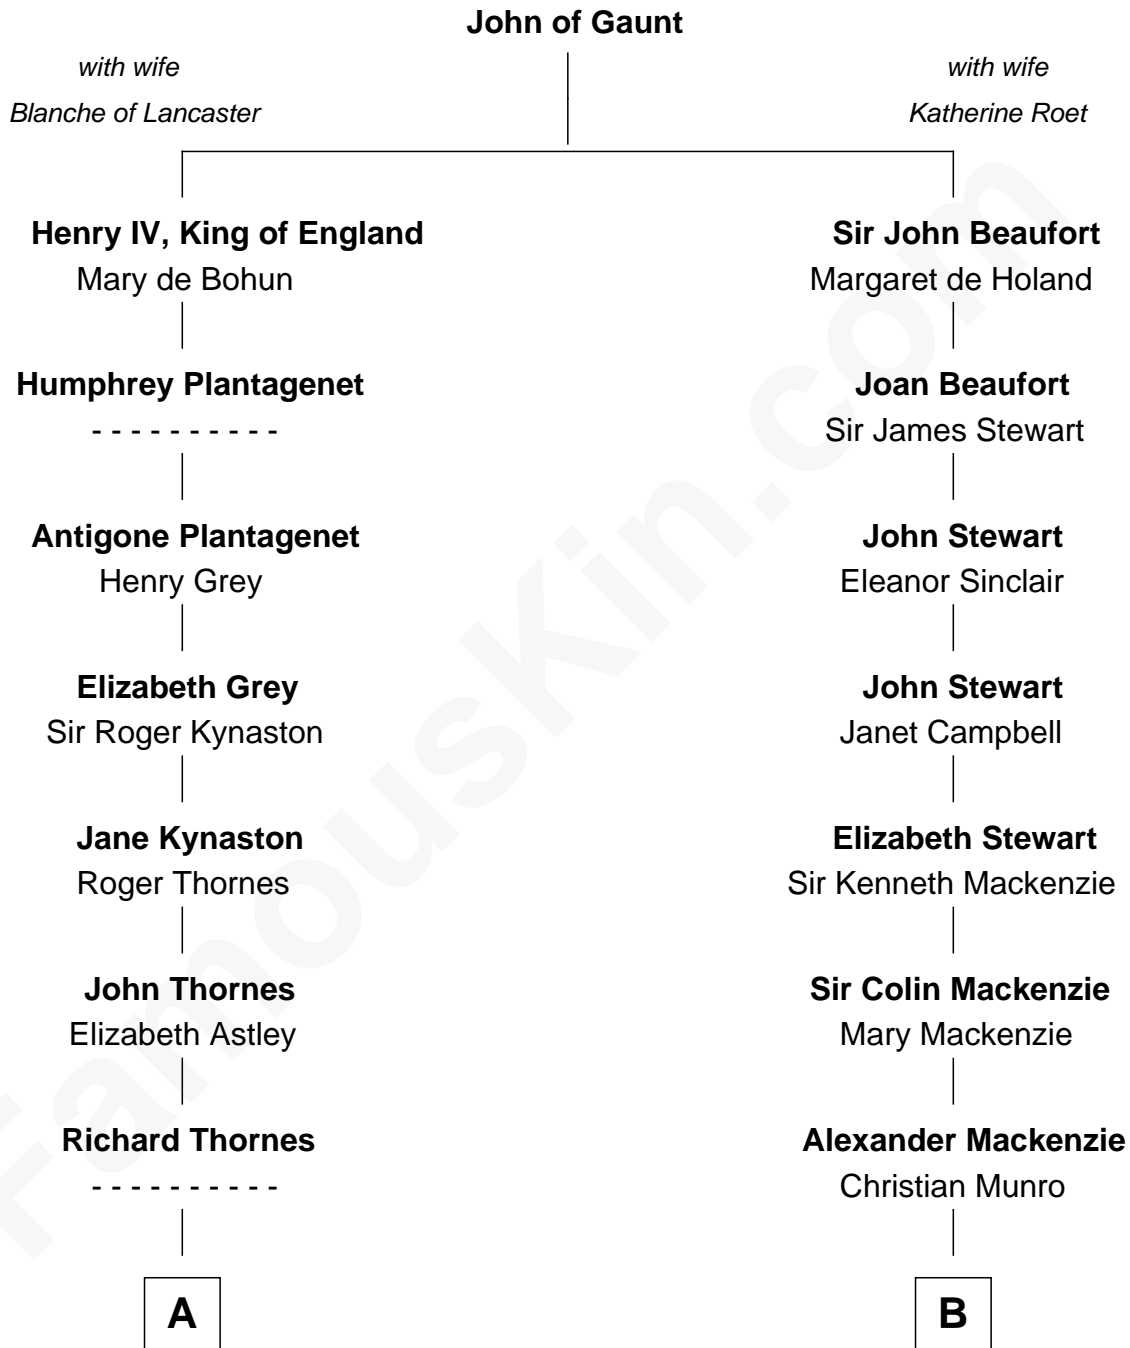 John of Gaunt
with wife
Blanche of Lancaster
with wife
Katherine Roet
Henry IV, King of England
Mary de Bohun
Sir John Beaufort
Margaret de Holand
Humphrey Plantagenet
- - - - - - - - - -
Joan Beaufort
Sir James Stewart
Antigone Plantagenet
Henry Grey
John Stewart
Eleanor Sinclair
Elizabeth Grey
Sir Roger Kynaston
John Stewart
Janet Campbell
Jane Kynaston
Roger Thornes
Elizabeth Stewart
Sir Kenneth Mackenzie
John Thornes
Elizabeth Astley
Sir Colin Mackenzie
Mary Mackenzie
Richard Thornes
- - - - - - - - - -
Alexander Mackenzie
Christian Munro
A
B
FamousKin.com